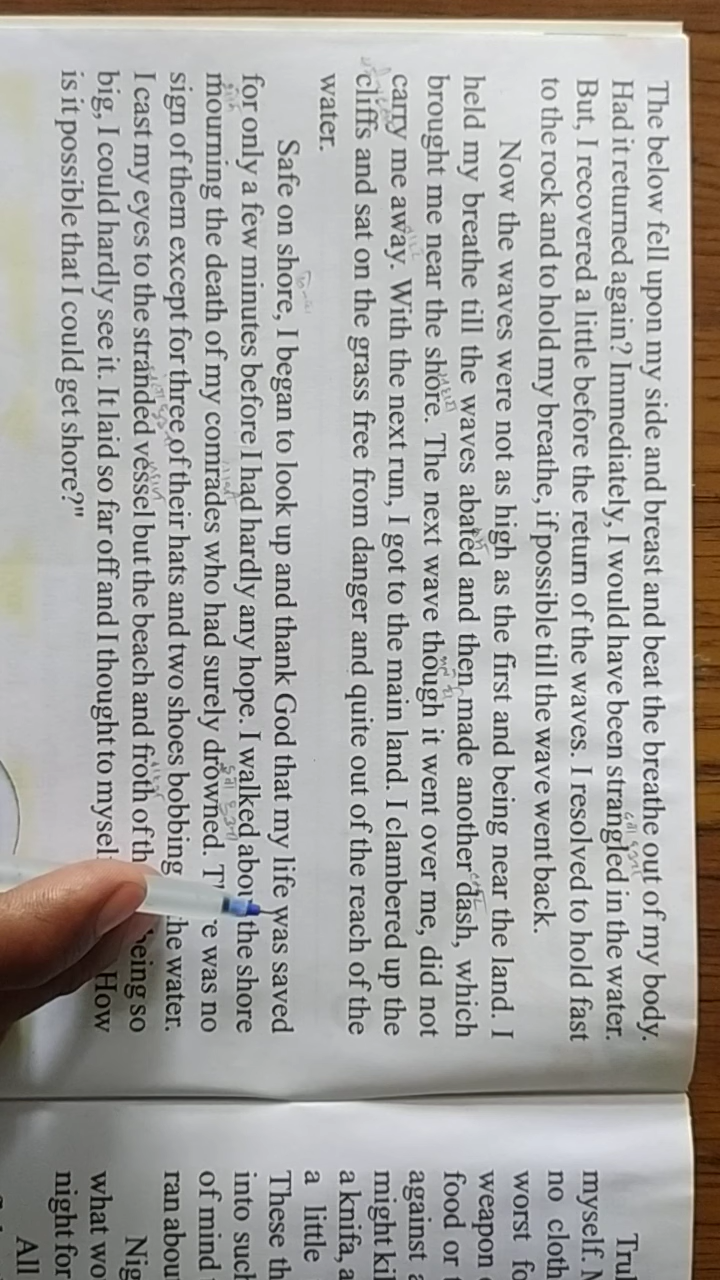 The below fell upon my side and breast and beat the breathe out of my body.
Had it returned again? Immediately, I would have been strangled in the water.
But, I recovered a little before the return of the waves. I resolved to hold fast
to the rock and to hold my breathe, if possible till the wave went back.
Now the waves were not as high as the first and being near the land. I
held my breathe till the waves abated and then made another dash, which
brought me near the shore. The next wave though it went over me, did not
carry me away. With the next run, I got to the main land. I clambered up the
cliffs and sat on the grass free from danger and quite out of the reach of the
water.
Safe on shore, I began to look up and thank God that my life was saved
for only a few minutes before I had hardly any hope. I walked about the shore
mourning the death of my comrades who had surely drowned. was no
sign of them except for three of their hats and two shoes bobbing he water.
I cast my eyes to the stranded vessel but the beach and froth of th being so
big, I could hardly see it. It laid so far off and I thought to mysel How
is it possible that I could get shore?"
Tru
myself. M
no cloth
worst fo
weapon
food or t
against a
might kil
a knifa, a
a little
These th
into such
of mind
ran abou
Nig
what wo
night for
All